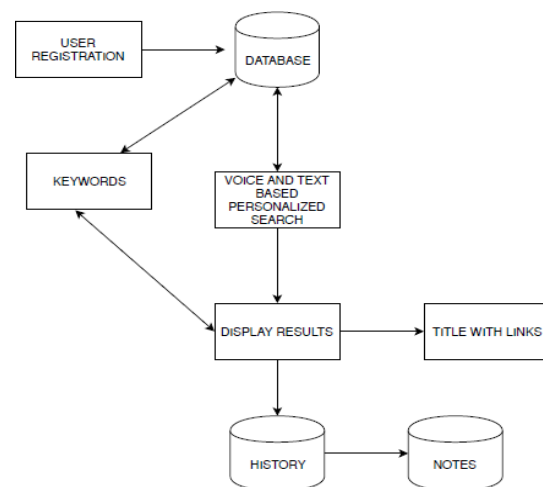 USER
REGISTRATION
DATABASE
KEYWORDS
VOICE AND TEXT
BASED
PERSONALIZED
SEARCH
DISPLAY RESULTS
TITLE WITH LINKS
HISTORY
NOTES